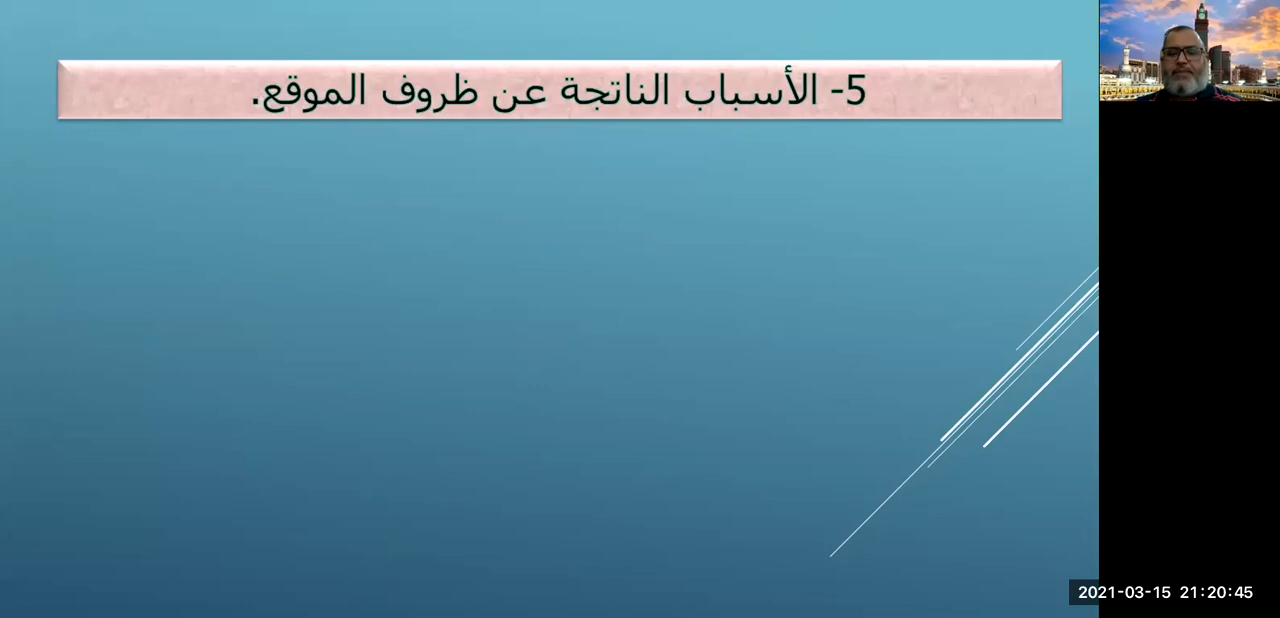 5- الأسباب الناتجة عن ظروف الموقع.
2021-03-15 21:20:45